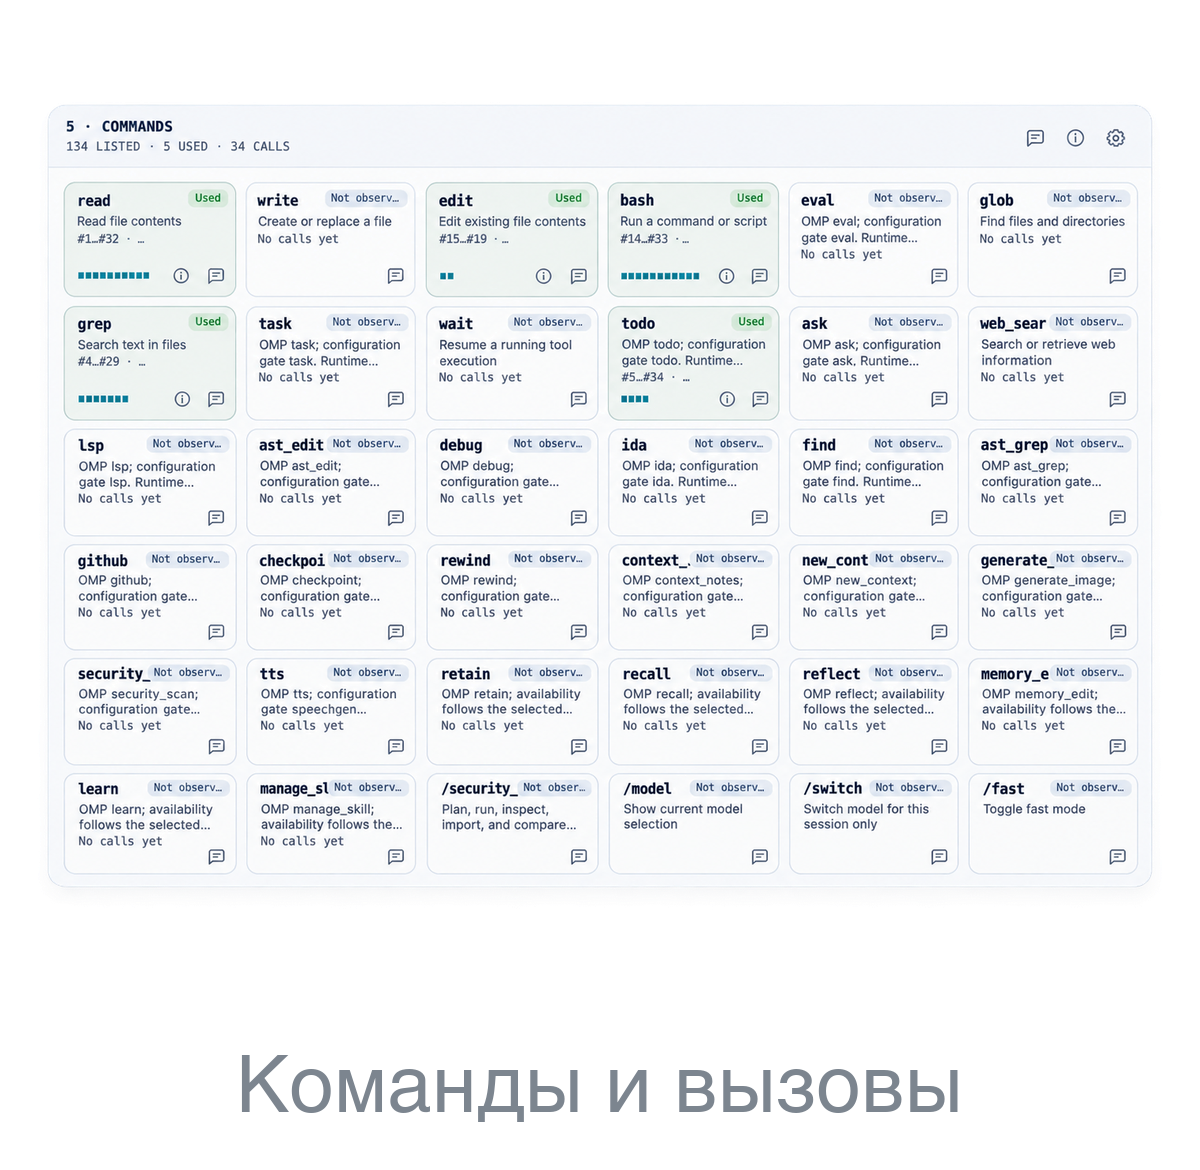 5 · COMMANDS
134 LISTED · 5 USED · 34 CALLS
read Used
Read file contents
#1…#32 · …
write Not observ…
Create or replace a file
No calls yet
edit Used
Edit existing file contents
#15…#19 · …
bash Used
Run a command or script
#14…#33 · …
eval Not observ…
OMP eval; configuration
gate eval. Runtime...
No calls yet
glob Not observ…
Find files and directories
No calls yet
grep Used
Search text in files
#4…#29 · …
task Not observ…
OMP task; configuration
gate task. Runtime...
No calls yet
wait Not observ…
Resume a running tool
execution
No calls yet
todo Used
OMP todo; configuration
gate todo. Runtime...
#5…#34 · …
ask Not observ…
OMP ask; configuration
gate ask. Runtime...
No calls yet
web_sear Not observ…
Search or retrieve web
information
No calls yet
lsp Not observ…
OMP lsp; configuration
gate lsp. Runtime...
No calls yet
ast_edit Not observ…
OMP ast_edit;
configuration gate...
No calls yet
debug Not observ…
OMP debug;
configuration gate...
No calls yet
ida Not observ…
OMP ida; configuration
gate ida. Runtime...
No calls yet
find Not observ…
OMP find; configuration
gate find. Runtime...
No calls yet
ast_grep Not observ…
OMP ast_grep;
configuration gate...
No calls yet
github Not observ…
OMP github;
configuration gate...
No calls yet
checkpoi Not observ…
OMP checkpoint;
configuration gate...
No calls yet
rewind Not observ…
OMP rewind;
configuration gate...
No calls yet
context_ Not observ…
OMP context_notes;
configuration gate...
No calls yet
new_cont Not observ…
OMP new_context;
configuration gate...
No calls yet
generate_ Not observ…
OMP generate_image;
configuration gate...
No calls yet
security_ Not observ…
OMP security_scan;
configuration gate...
No calls yet
tts Not observ…
OMP tts; configuration
gate speechgen...
No calls yet
retain Not observ…
OMP retain; availability
follows the selected...
No calls yet
recall Not observ…
OMP recall; availability
follows the selected...
No calls yet
reflect Not observ…
OMP reflect; availability
follows the selected...
No calls yet
memory_e Not observ…
OMP memory_edit;
availability follows the...
No calls yet
learn Not observ…
OMP learn; availability
follows the selected...
No calls yet
manage_sl Not observ…
OMP manage_skill;
availability follows the...
No calls yet
/security_ Not obser…
Plan, run, inspect,
import, and compare...
/model Not observ…
Show current model
selection
/switch Not observ…
Switch model for this
session only
/fast Not observ…
Toggle fast mode
Команды и вызовы